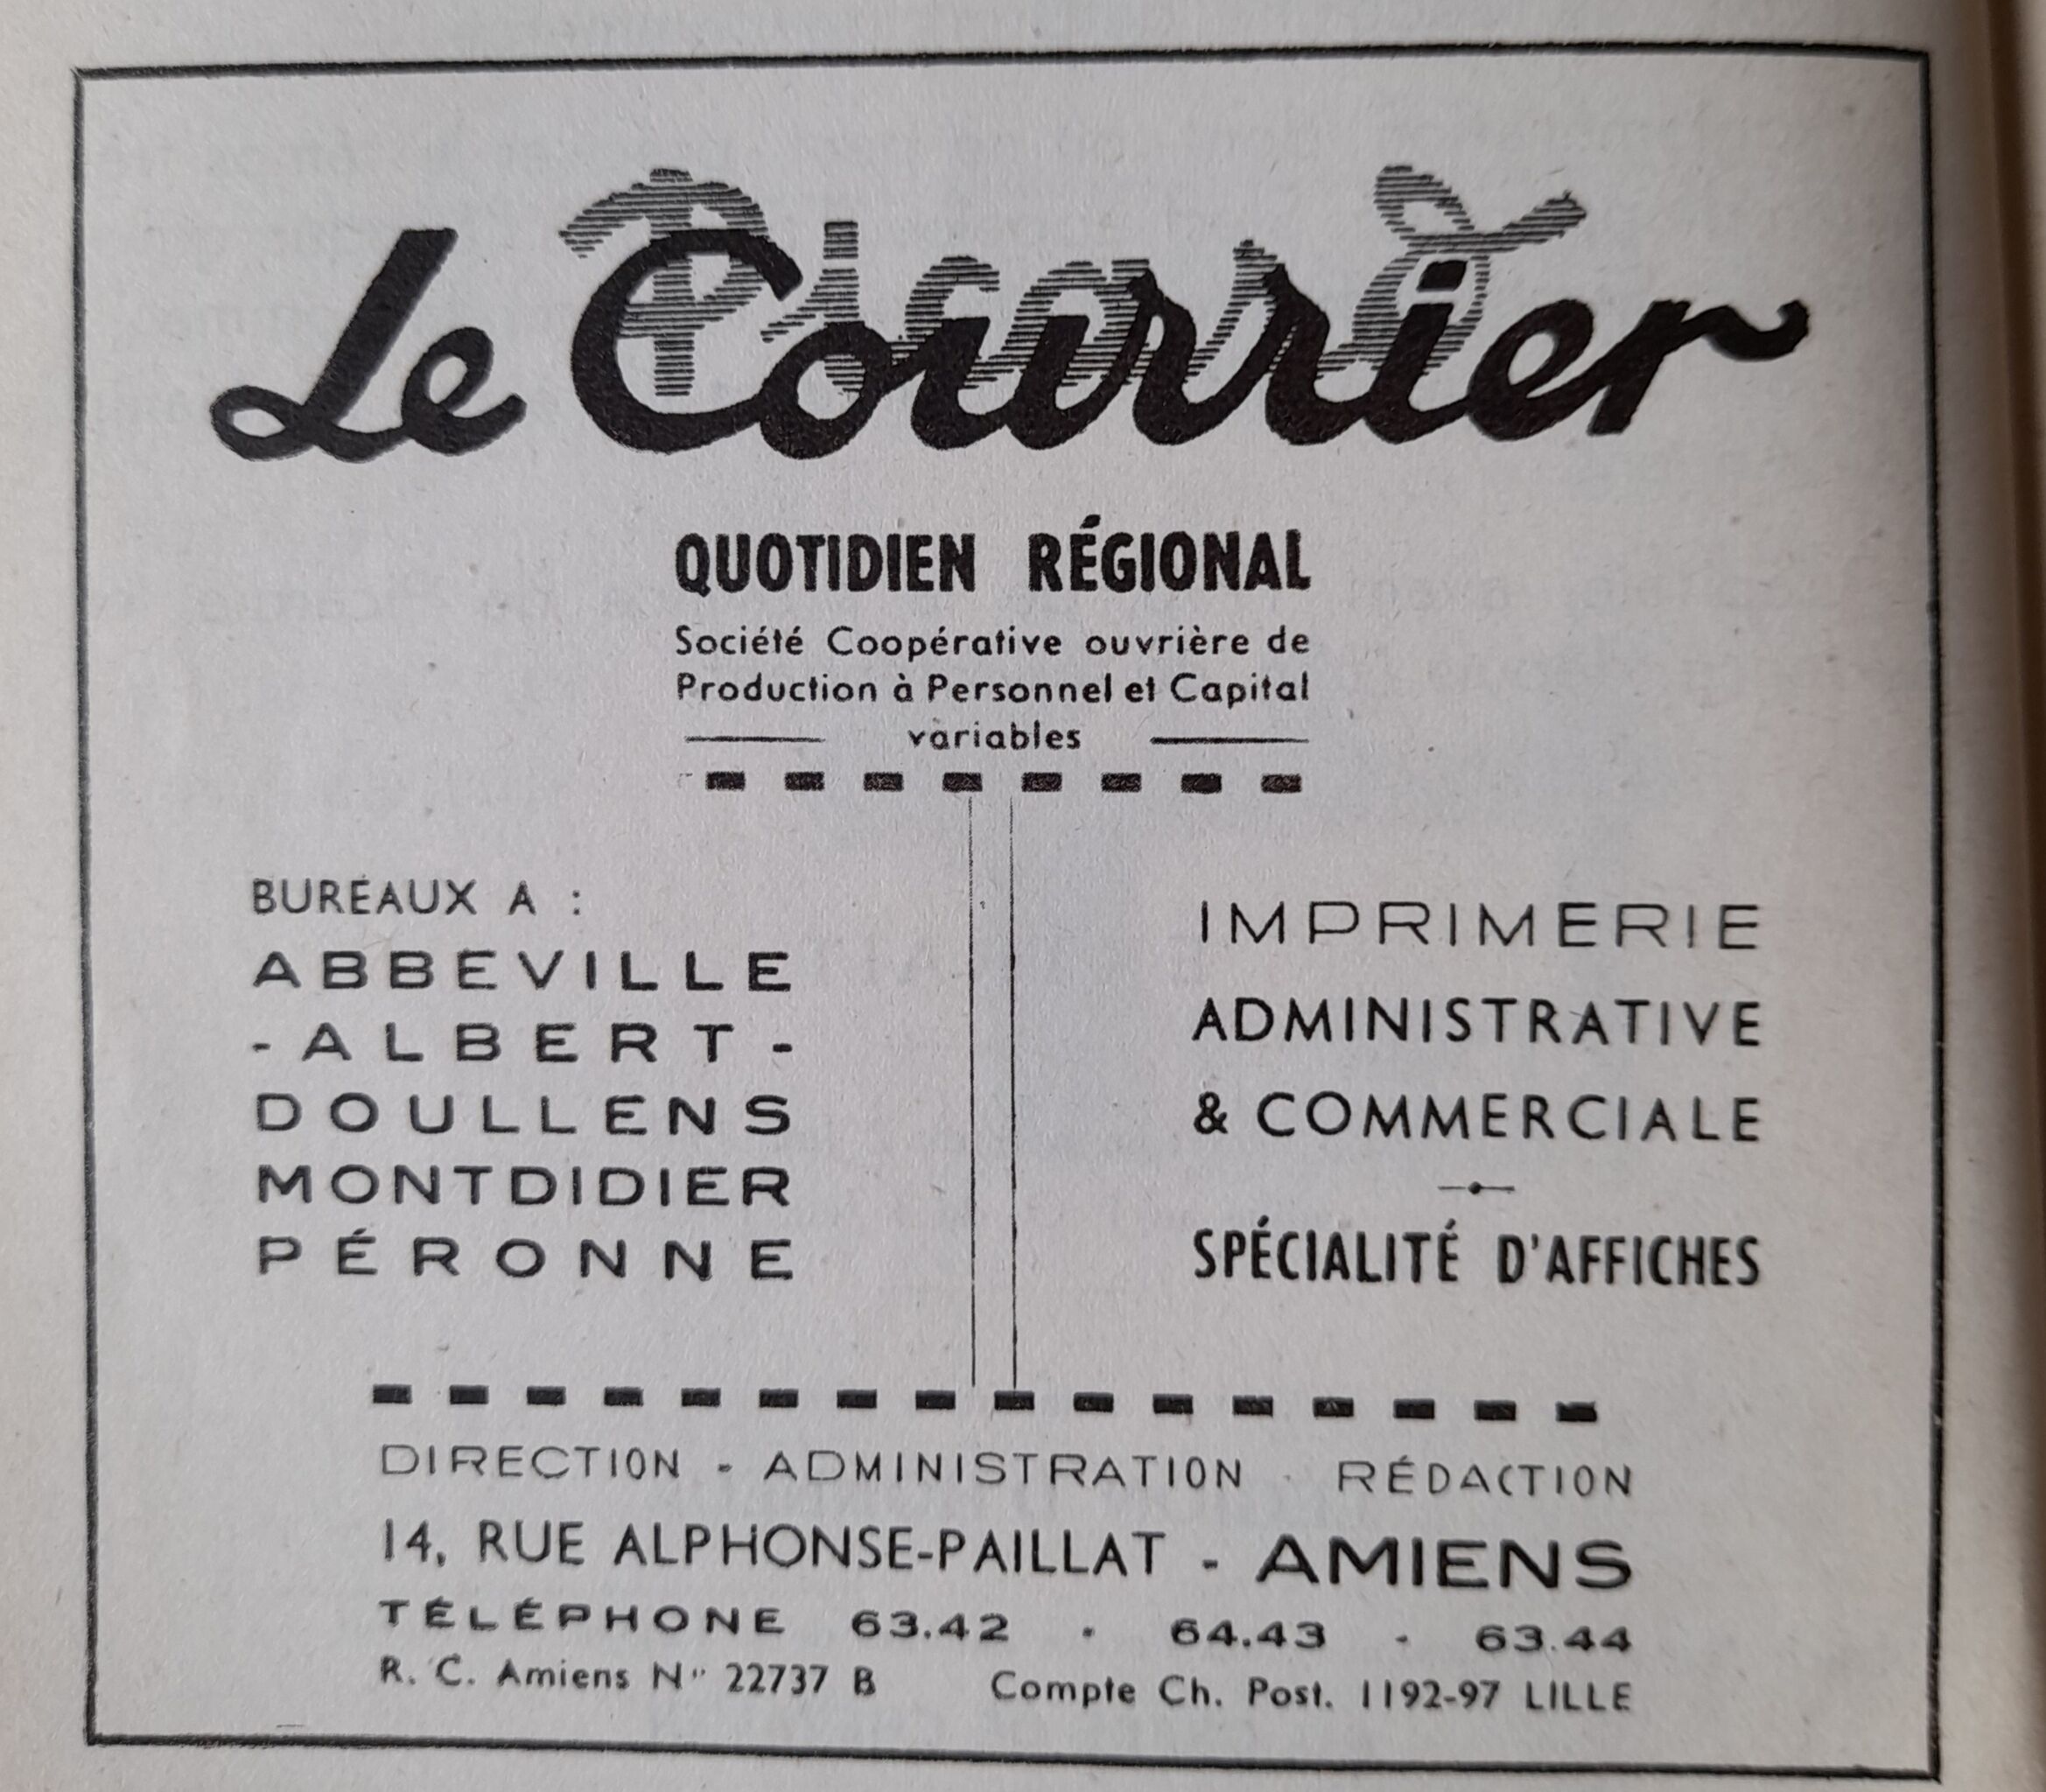 Le Courrier
Picard
QUOTIDIEN RÉGIONAL
Société Coopérative ouvrière de
Production à Personnel et Capital
variables
BUREAUX A :
ABBEVILLE
- ALBERT -
DOULLENS
MONTDIDIER
PÉRONNE
IMPRIMERIE
ADMINISTRATIVE
& COMMERCIALE
SPÉCIALITÉ D'AFFICHES
DIRECTION - ADMINISTRATION - RÉDACTION
14, RUE ALPHONSE-PAILLAT - AMIENS
TÉLÉPHONE 63.42 - 64.43 - 63.44
R. C. Amiens N° 22737 B Compte Ch. Post. 1192-97 LILLE